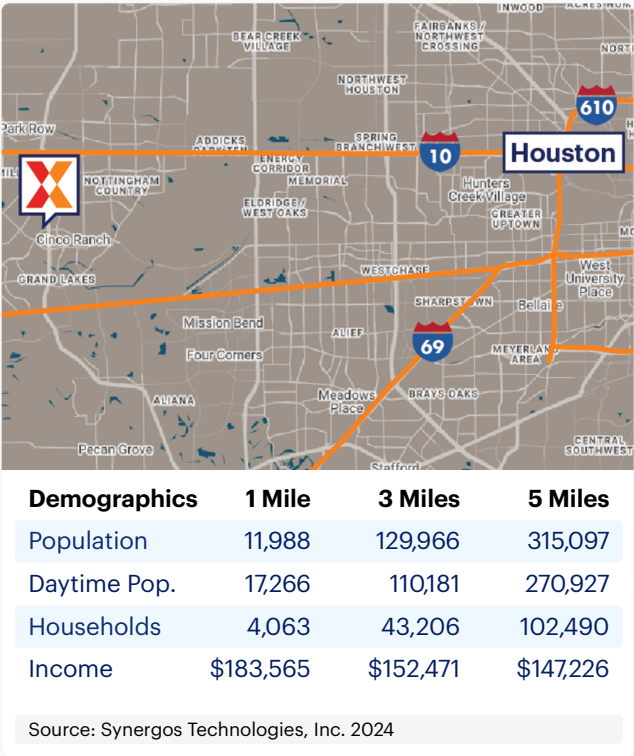 INWOOD
FAIRBANKS /
NORTHWEST
CROSSING
BEAR CREEK
VILLAGE
NORTHWEST
HOUSTON
610
Park Row
ADDICKS
SPRING
BRANCH WEST
10
Houston
ENERGY
CORRIDOR
MEMORIAL
NOTTINGHAM
COUNTRY
Hunters
Creek Village
ELDRIDGE /
WEST OAKS
GREATER
UPTOWN
Cinco Ranch
GRAND LAKES
WESTCHASE
West
University
Place
SHARPSTOWN
Bellaire
Mission Bend
ALIEF
69
Four Corners
MEYERLAND
AREA
ALIANA
Meadows
Place
BRAYS OAKS
Pecan Grove
CENTRAL
SOUTHWEST
Stafford
Demographics 1 Mile 3 Miles 5 Miles
Population 11,988 129,966 315,097
Daytime Pop. 17,266 110,181 270,927
Households 4,063 43,206 102,490
Income $183,565 $152,471 $147,226
Source: Synergos Technologies, Inc. 2024